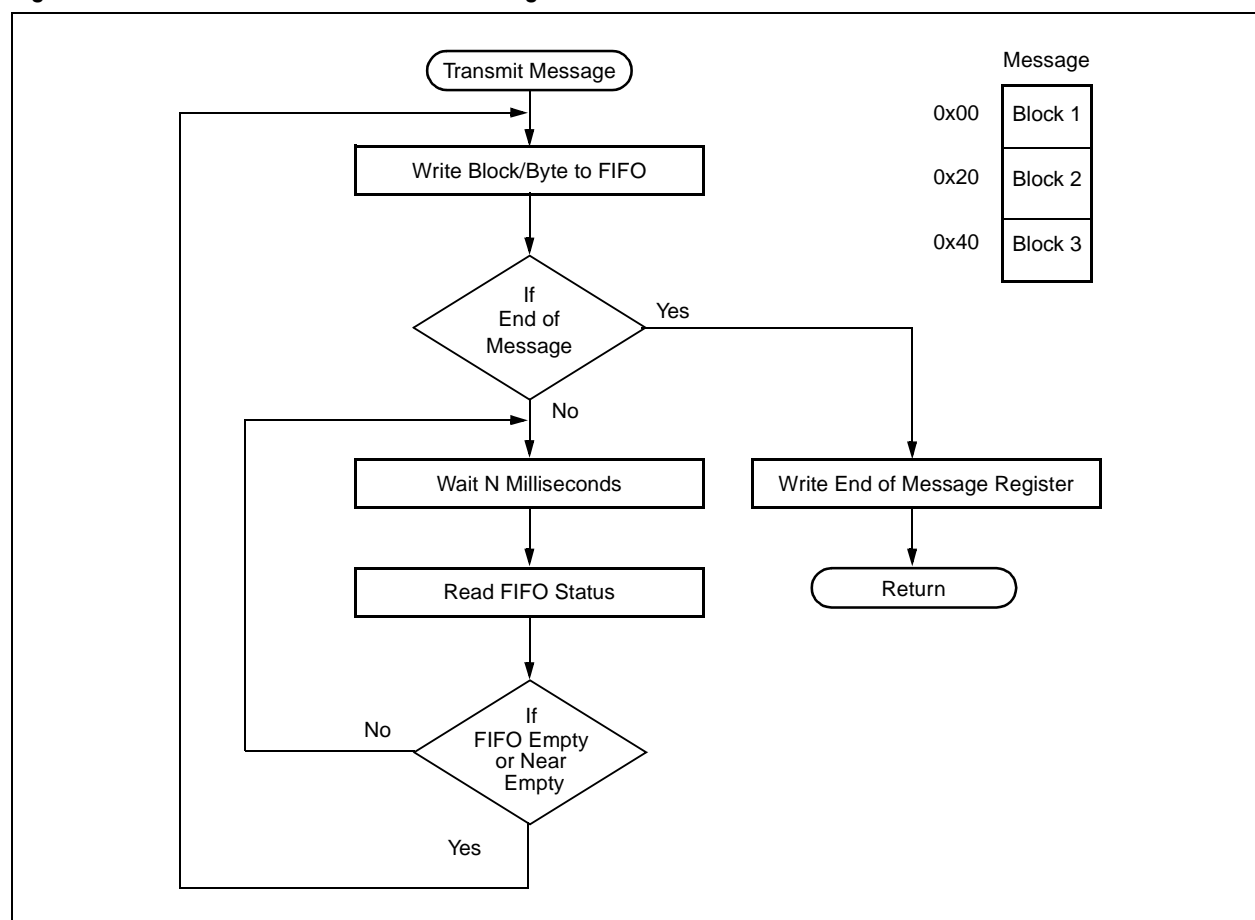 Transmit Message
Message
0x00 Block 1
Write Block/Byte to FIFO
0x20 Block 2
0x40 Block 3
If
End of
Message
Yes
No
Wait N Milliseconds
Write End of Message Register
Read FIFO Status
Return
If
FIFO Empty
or Near
Empty
No
Yes